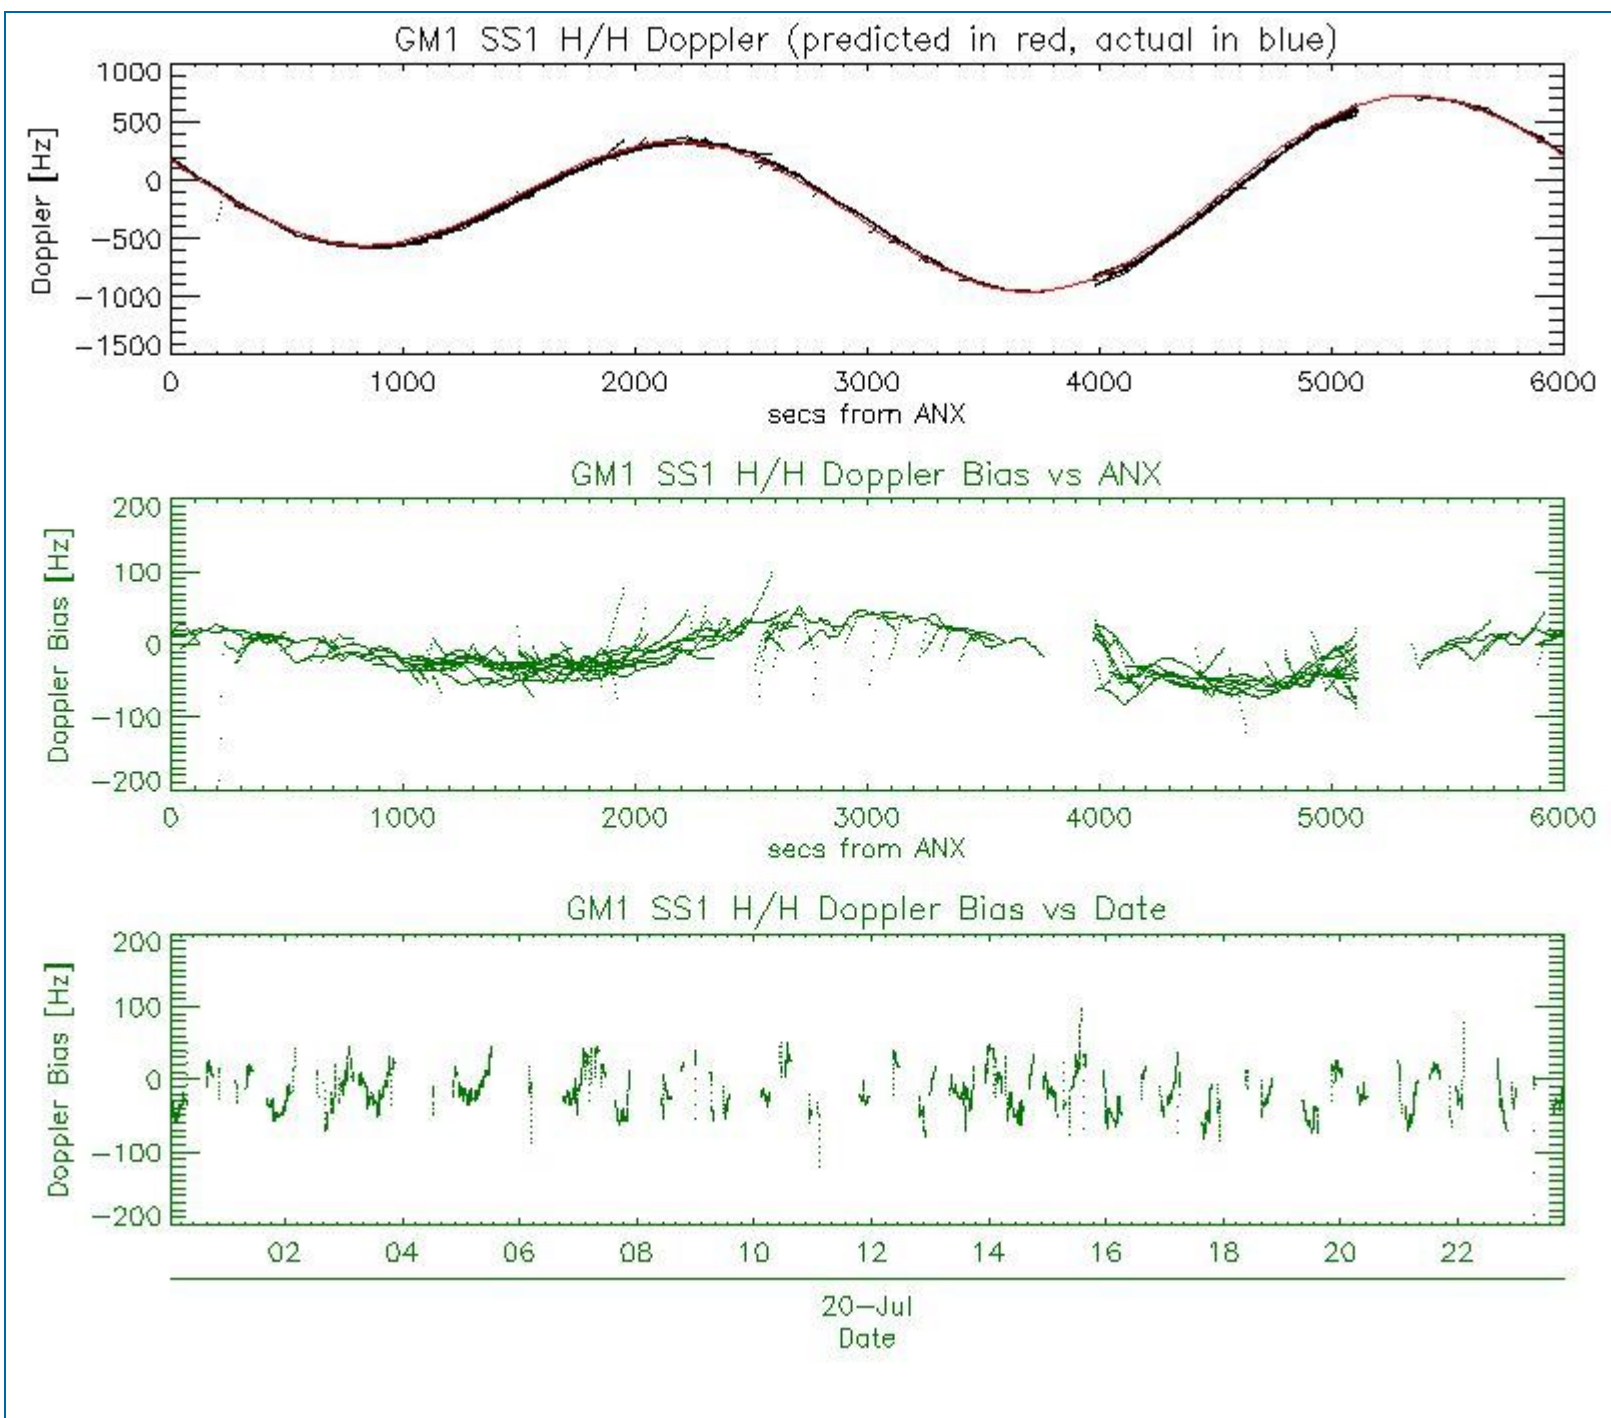 GM1 SS1 H/H Doppler (predicted in red, actual in blue)
1000
500
0
−500
−1000
−1500
Doppler [Hz]
0 1000 2000 3000 4000 5000 6000
secs from ANX
GM1 SS1 H/H Doppler Bias vs ANX
200
100
0
−100
−200
Doppler Bias [Hz]
0 1000 2000 3000 4000 5000 6000
secs from ANX
GM1 SS1 H/H Doppler Bias vs Date
200
100
0
−100
−200
Doppler Bias [Hz]
02 04 06 08 10 12 14 16 18 20 22
20−Jul
Date